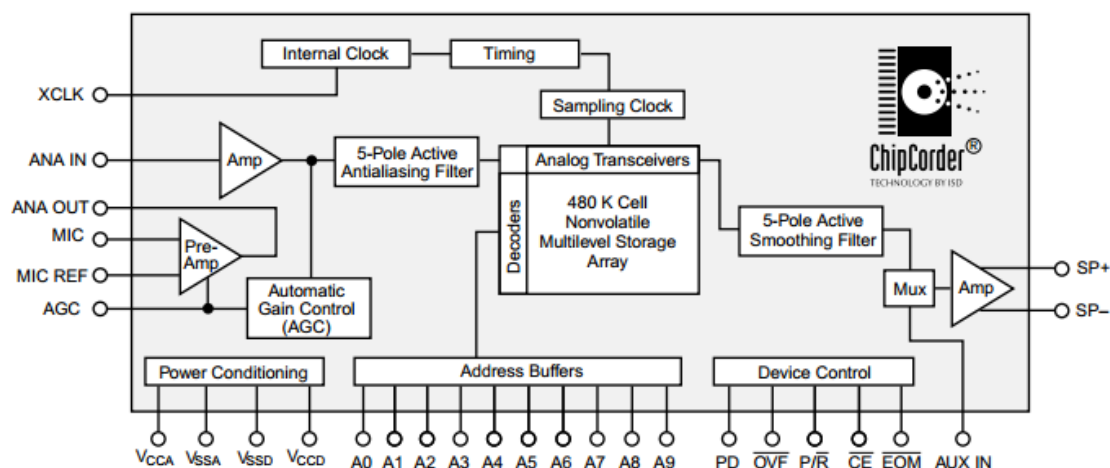 Internal Clock
Timing
XCLK
Sampling Clock
ChipCorder®
TECHNOLOGY BY ISD
ANA IN
Amp
5-Pole Active
Antialiasing Filter
Decoders
Analog Transceivers
480 K Cell
Nonvolatile
Multilevel Storage
Array
ANA OUT
MIC
Pre-
Amp
MIC REF
AGC
Automatic
Gain Control
(AGC)
5-Pole Active
Smoothing Filter
Mux
Amp
SP+
SP–
Power Conditioning
Address Buffers
Device Control
VCCA VSSA VSSD VCCD A0 A1 A2 A3 A4 A5 A6 A7 A8 A9 PD O̅V̅F̅ P/R̅ C̅E̅ E̅O̅M̅ AUX IN